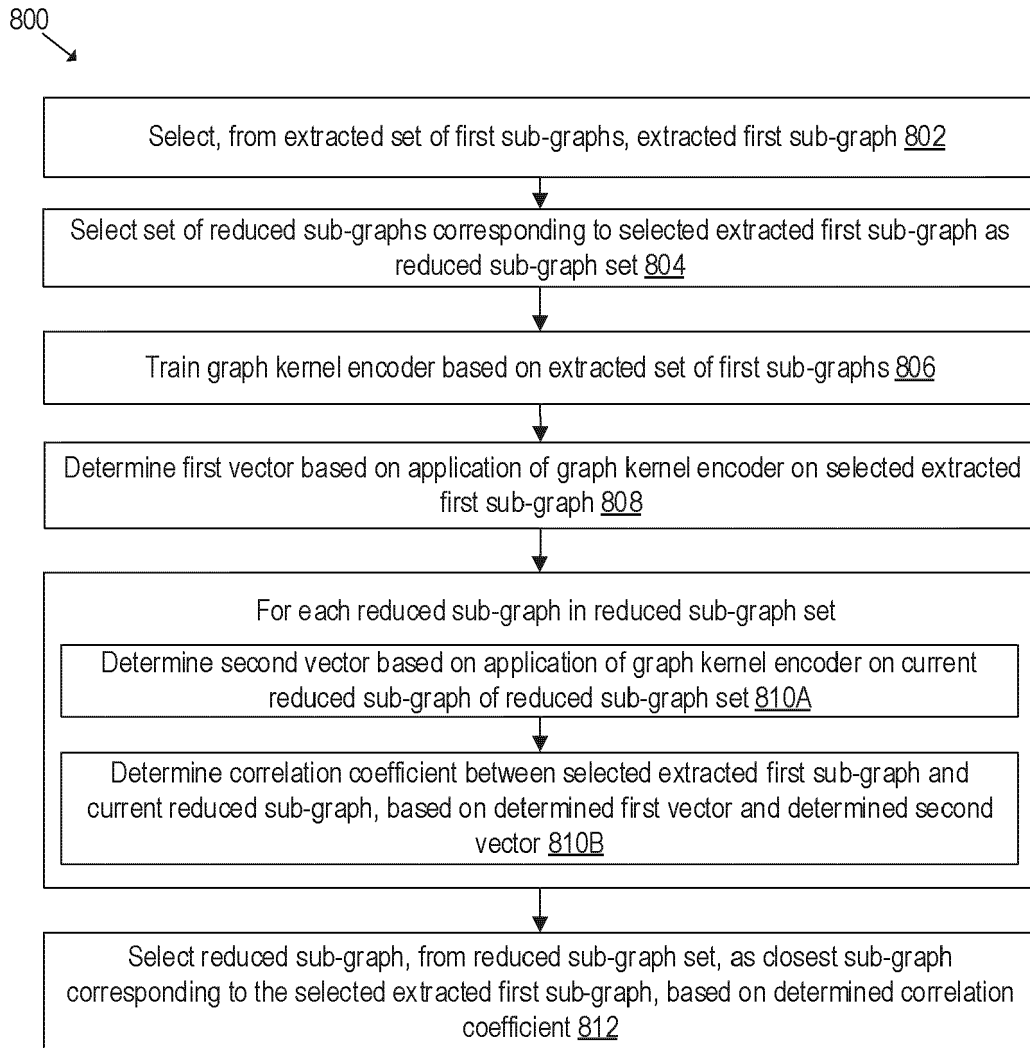 800
Select, from extracted set of first sub-graphs, extracted first sub-graph 802
Select set of reduced sub-graphs corresponding to selected extracted first sub-graph as
reduced sub-graph set 804
Train graph kernel encoder based on extracted set of first sub-graphs 806
Determine first vector based on application of graph kernel encoder on selected extracted
first sub-graph 808
For each reduced sub-graph in reduced sub-graph set
Determine second vector based on application of graph kernel encoder on current
reduced sub-graph of reduced sub-graph set 810A
Determine correlation coefficient between selected extracted first sub-graph and
current reduced sub-graph, based on determined first vector and determined second
vector 810B
Select reduced sub-graph, from reduced sub-graph set, as closest sub-graph
corresponding to the selected extracted first sub-graph, based on determined correlation
coefficient 812